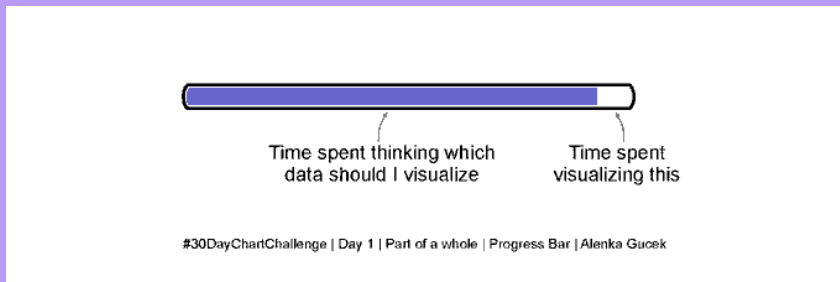 Time spent thinking which
data should I visualize
Time spent
visualizing this
#30DayChartChallenge | Day 1 | Part of a whole | Progress Bar | Alenka Gucek